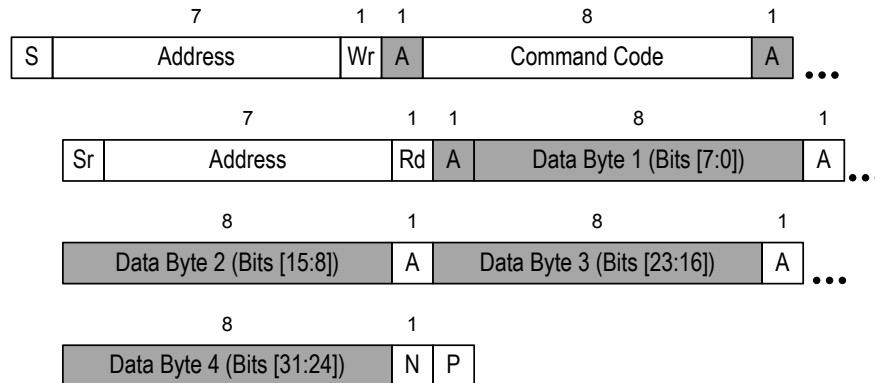 7 1 1 8 1
S Address Wr A Command Code A ...
7 1 1 8 1
Sr Address Rd A Data Byte 1 (Bits [7:0]) A ...
8 1 8 1
Data Byte 2 (Bits [15:8]) A Data Byte 3 (Bits [23:16]) A ...
8 1
Data Byte 4 (Bits [31:24]) N P